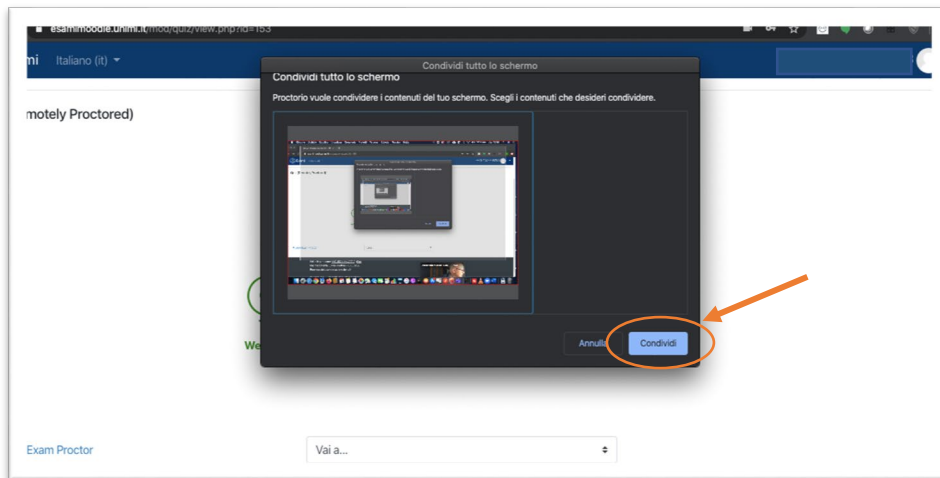 esamimoodle.unimi.it/mod/quiz/view.php?id=153
mi Italiano (it)
Condividi tutto lo schermo
Condividi tutto lo schermo
Proctorio vuole condividere i contenuti del tuo schermo. Scegli i contenuti che desideri condividere.
motely Proctored)
We
Annulla Condividi
Exam Proctor Vai a...